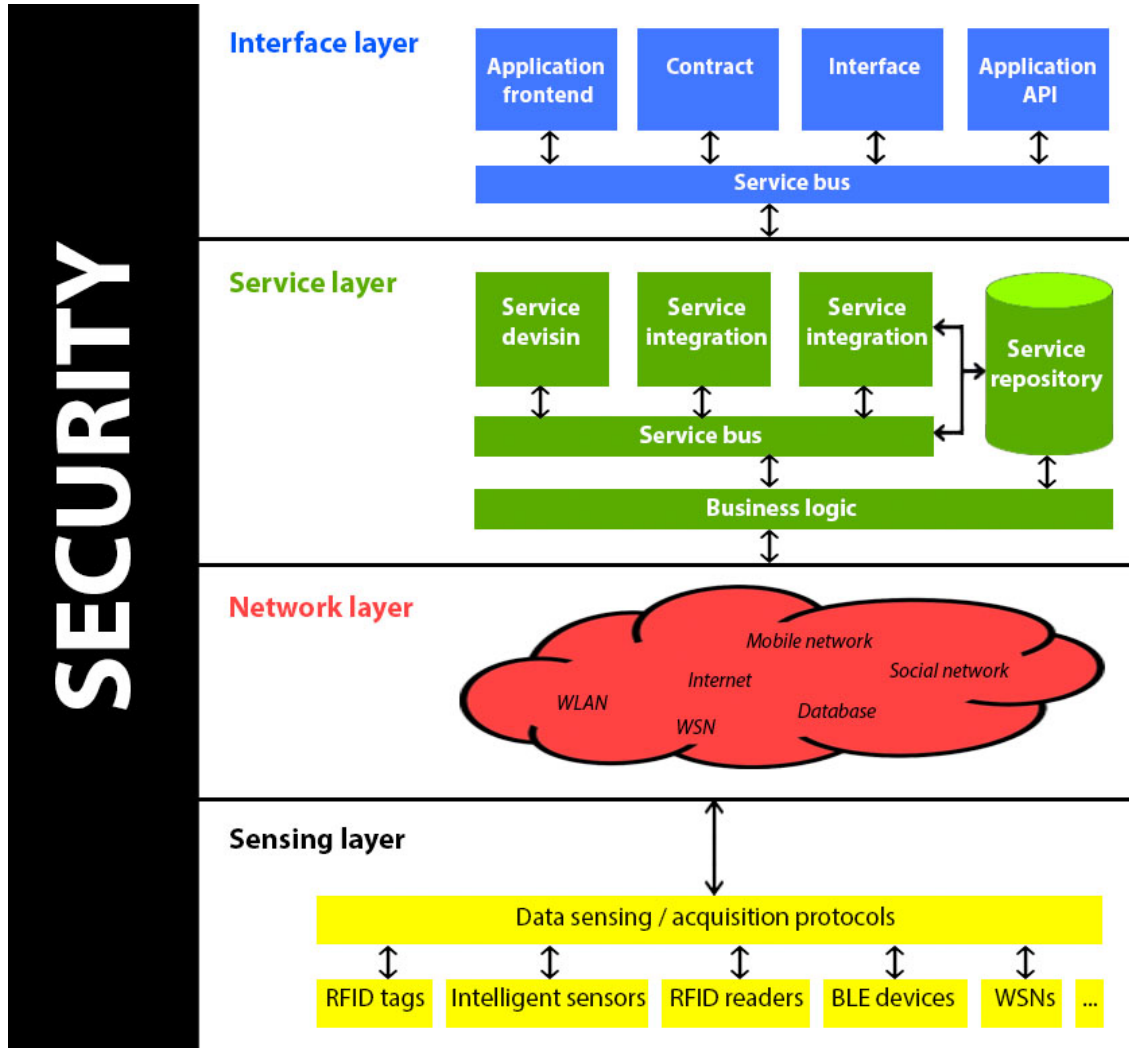 SECURITY
Interface layer
Application
frontend
Contract
Interface
Application
API
Service bus
Service layer
Service
devisin
Service
integration
Service
integration
Service
repository
Service bus
Business logic
Network layer
Mobile network
Social network
Internet
WLAN
Database
WSN
Sensing layer
Data sensing / acquisition protocols
RFID tags
Intelligent sensors
RFID readers
BLE devices
WSNs
...